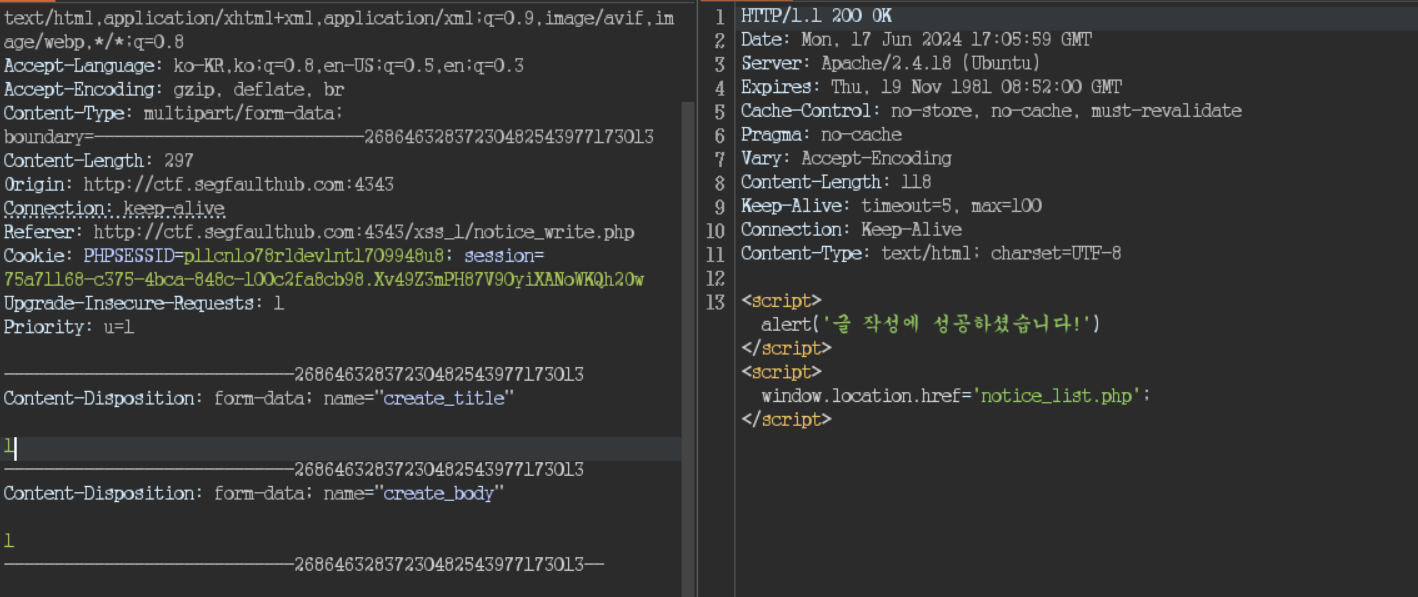 text/html,application/xhtml+xml,application/xml;q=0.9,image/avif,im
age/webp,*/*;q=0.8
Accept-Language: ko-KR,ko;q=0.8,en-US;q=0.5,en;q=0.3
Accept-Encoding: gzip, deflate, br
Content-Type: multipart/form-data;
boundary=---------------------------26864632837230482543977173013
Content-Length: 297
Origin: http://ctf.segfaulthub.com:4343
Connection: keep-alive
Referer: http://ctf.segfaulthub.com:4343/xss_1/notice_write.php
Cookie: PHPSESSID=pllcnlo78rldevlntl709948u8; session=
75a71168-c375-4bca-848c-100c2fa8cb98.Xv49Z3mPH87V9OyiXANoWKQh20w
Upgrade-Insecure-Requests: 1
Priority: u=1
-----------------------------26864632837230482543977173013
Content-Disposition: form-data; name="create_title"
1
-----------------------------26864632837230482543977173013
Content-Disposition: form-data; name="create_body"
1
-----------------------------26864632837230482543977173013--
1 HTTP/1.1 200 OK
2 Date: Mon, 17 Jun 2024 17:05:59 GMT
3 Server: Apache/2.4.18 (Ubuntu)
4 Expires: Thu, 19 Nov 1981 08:52:00 GMT
5 Cache-Control: no-store, no-cache, must-revalidate
6 Pragma: no-cache
7 Vary: Accept-Encoding
8 Content-Length: 118
9 Keep-Alive: timeout=5, max=100
10 Connection: Keep-Alive
11 Content-Type: text/html; charset=UTF-8
12
13 <script>
alert('글 작성에 성공하셨습니다!')
</script>
<script>
window.location.href='notice_list.php';
</script>